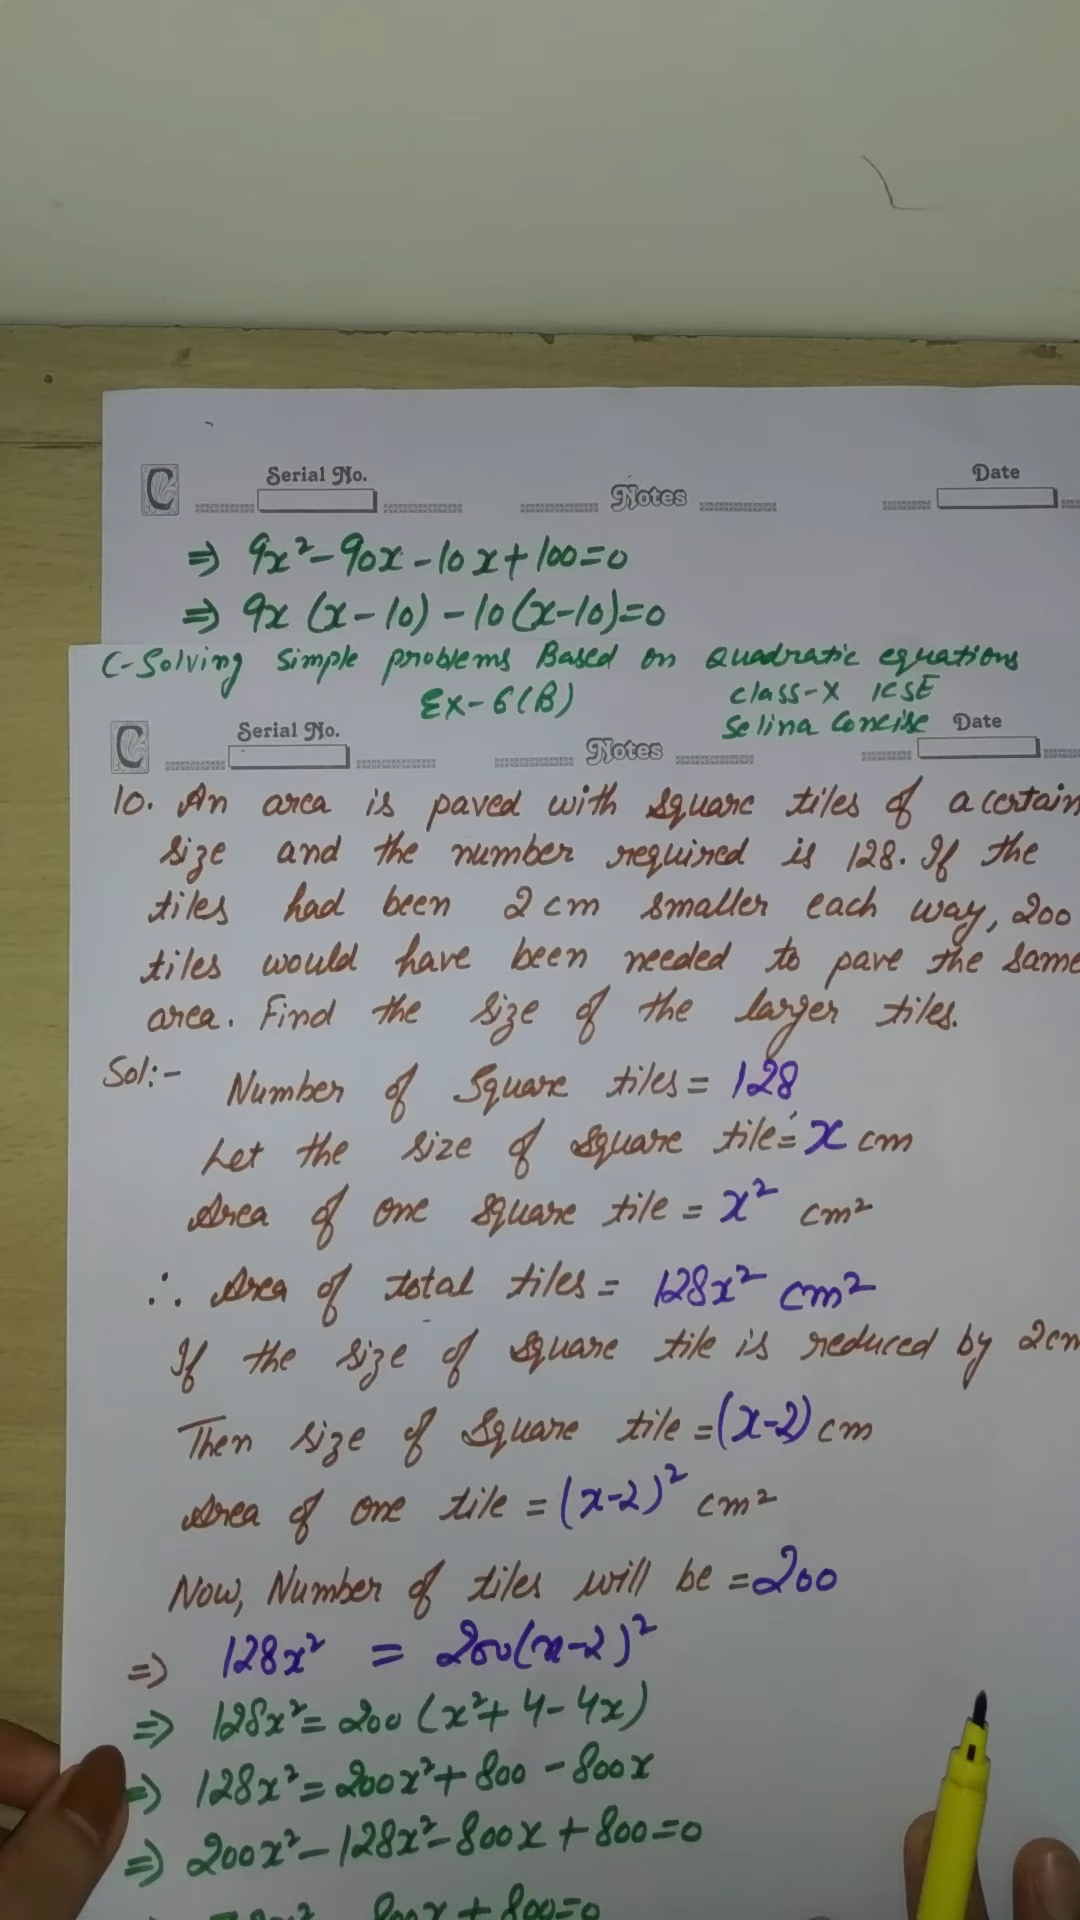 C Serial No. Notes Date
⇒ 9x² - 90x - 10x + 100 = 0
⇒ 9x (x - 10) - 10 (x - 10) = 0
C- Solving simple problems Based on quadratic equations
Ex-6(B) class-X ICSE
Selina Concise
C Serial No. Notes Date
10. An area is paved with square tiles of a certain
size and the number required is 128. If the
tiles had been 2 cm smaller each way, 200
tiles would have been needed to pave the same
area. Find the size of the larger tiles.
Sol:- Number of Square tiles = 128
Let the size of square tile = x cm
Area of one square tile = x² cm²
∴ Area of total tiles = 128x² cm²
If the size of square tile is reduced by 2cm
Then size of square tile = (x-2) cm
Area of one tile = (x-2)² cm²
Now, Number of tiles will be = 200
⇒ 128x² = 200(x-2)²
⇒ 128x² = 200 (x² + 4 - 4x)
⇒ 128x² = 200x² + 800 - 800x
⇒ 200x² - 128x² - 800x + 800 = 0
800x + 800 = 0